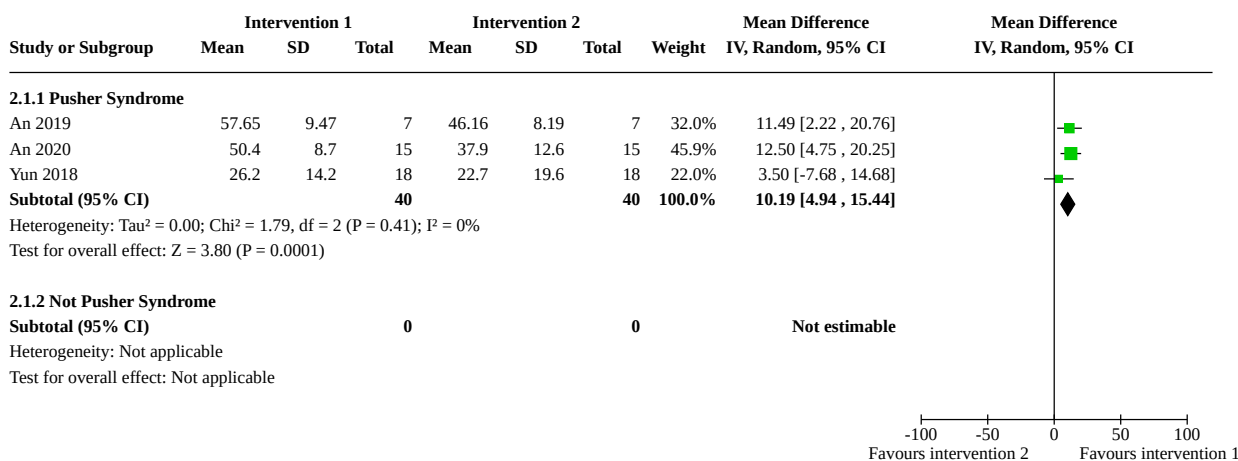 Intervention 1 Intervention 2 Mean Difference Mean Difference
Study or Subgroup Mean SD Total Mean SD Total Weight IV, Random, 95% CI IV, Random, 95% CI
2.1.1 Pusher Syndrome
An 2019 57.65 9.47 7 46.16 8.19 7 32.0% 11.49 [2.22 , 20.76]
An 2020 50.4 8.7 15 37.9 12.6 15 45.9% 12.50 [4.75 , 20.25]
Yun 2018 26.2 14.2 18 22.7 19.6 18 22.0% 3.50 [-7.68 , 14.68]
Subtotal (95% CI) 40 40 100.0% 10.19 [4.94 , 15.44]
Heterogeneity: Tau² = 0.00; Chi² = 1.79, df = 2 (P = 0.41); I² = 0%
Test for overall effect: Z = 3.80 (P = 0.0001)
2.1.2 Not Pusher Syndrome
Subtotal (95% CI) 0 0 Not estimable
Heterogeneity: Not applicable
Test for overall effect: Not applicable
-100 -50 0 50 100
Favours intervention 2 Favours intervention 1